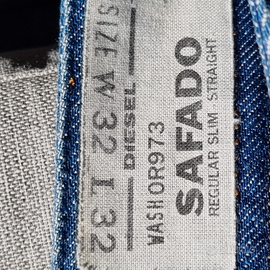 SAFADO
REGULAR SLIM STRAIGHT
WASH 0R973
DIESEL
SIZE W 32 L 32